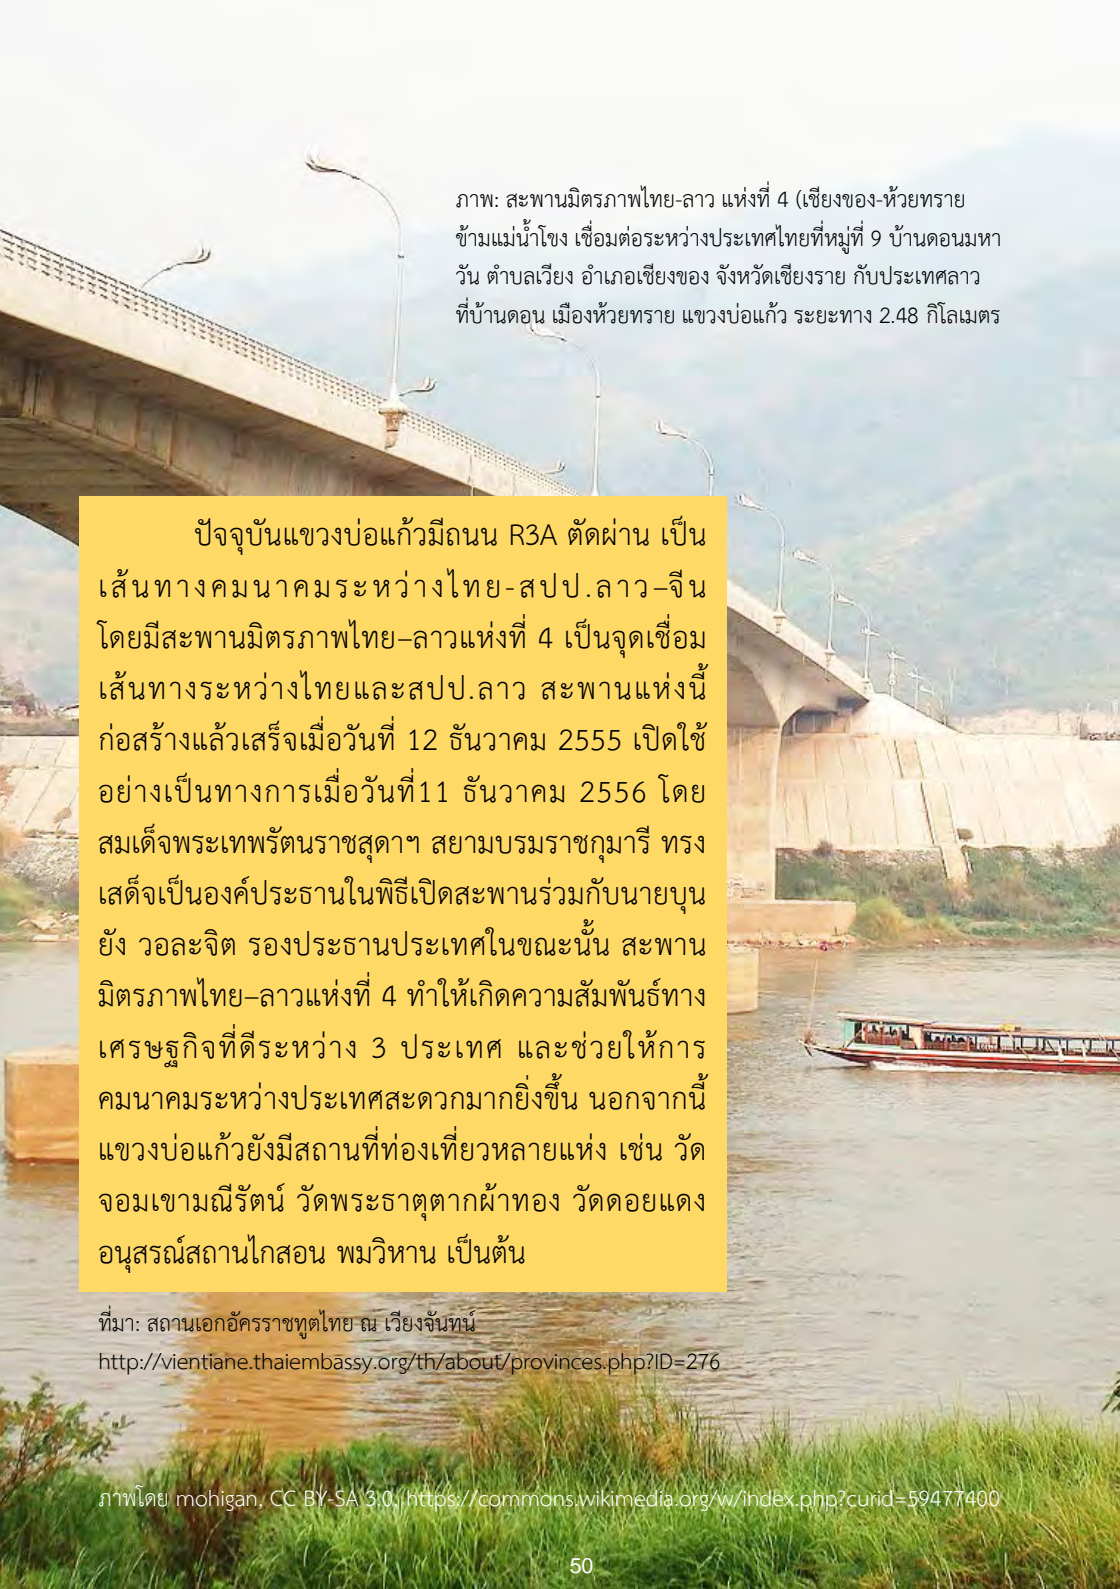 ภาพ: สะพานมิตรภาพไทย-ลาว แห่งที่ 4 (เชียงของ-ห้วยทราย
ข้ามแม่น้ำโขง เชื่อมต่อระหว่างประเทศไทยที่หมู่ที่ 9 บ้านดอนมหา
วัน ตำบลเวียง อำเภอเชียงของ จังหวัดเชียงราย กับประเทศลาว
ที่บ้านดอน เมืองห้วยทราย แขวงบ่อแก้ว ระยะทาง 2.48 กิโลเมตร
ปัจจุบันแขวงบ่อแก้วมีถนน R3A ตัดผ่าน เป็น
เส้นทางคมนาคมระหว่างไทย-สปป.ลาว–จีน
โดยมีสะพานมิตรภาพไทย–ลาวแห่งที่ 4 เป็นจุดเชื่อม
เส้นทางระหว่างไทยและสปป.ลาว สะพานแห่งนี้
ก่อสร้างแล้วเสร็จเมื่อวันที่ 12 ธันวาคม 2555 เปิดใช้
อย่างเป็นทางการเมื่อวันที่11 ธันวาคม 2556 โดย
สมเด็จพระเทพรัตนราชสุดาฯ สยามบรมราชกุมารี ทรง
เสด็จเป็นองค์ประธานในพิธีเปิดสะพานร่วมกับนายบุน
ยัง วอละจิต รองประธานประเทศในขณะนั้น สะพาน
มิตรภาพไทย–ลาวแห่งที่ 4 ทำให้เกิดความสัมพันธ์ทาง
เศรษฐกิจที่ดีระหว่าง 3 ประเทศ และช่วยให้การ
คมนาคมระหว่างประเทศสะดวกมากยิ่งขึ้น นอกจากนี้
แขวงบ่อแก้วยังมีสถานที่ท่องเที่ยวหลายแห่ง เช่น วัด
จอมเขามณีรัตน์ วัดพระธาตุตากผ้าทอง วัดดอยแดง
อนุสรณ์สถานไกสอน พมวิหาน เป็นต้น
ที่มา: สถานเอกอัครราชทูตไทย ณ เวียงจันทน์
http://vientiane.thaiembassy.org/th/about/provinces.php?ID=276
ภาพโดย mohigan, CC BY-SA 3.0, https://commons.wikimedia.org/w/index.php?curid=59477400
50